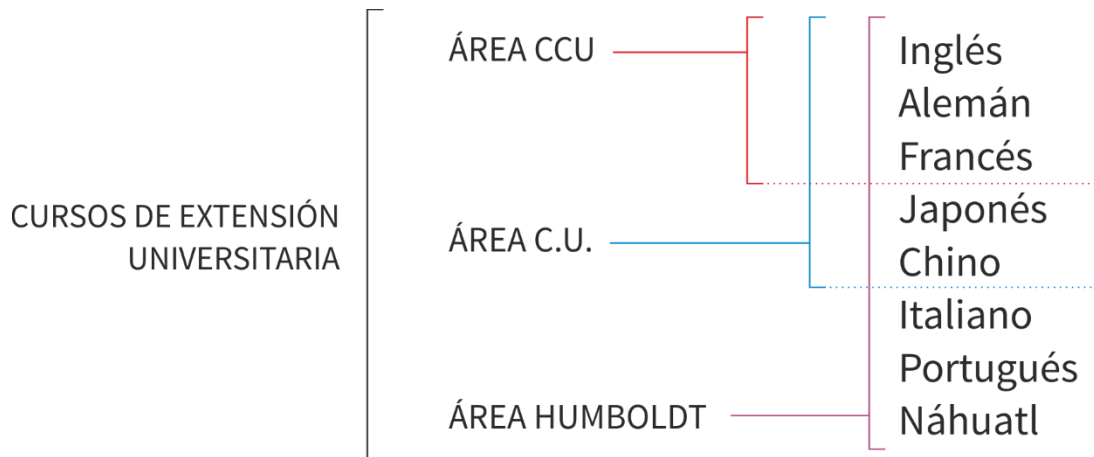 CURSOS DE EXTENSIÓN
UNIVERSITARIA
ÁREA CCU
ÁREA C.U.
ÁREA HUMBOLDT
Inglés
Alemán
Francés
Japonés
Chino
Italiano
Portugués
Náhuatl